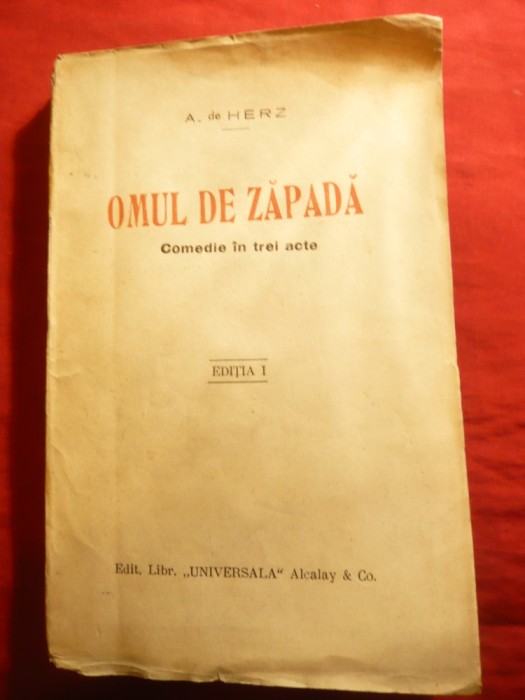 A. de HERZ
OMUL DE ZĂPADĂ
Comedie în trei acte
EDIȚIA I
Edit. Libr. „UNIVERSALA“ Alcalay & Co.